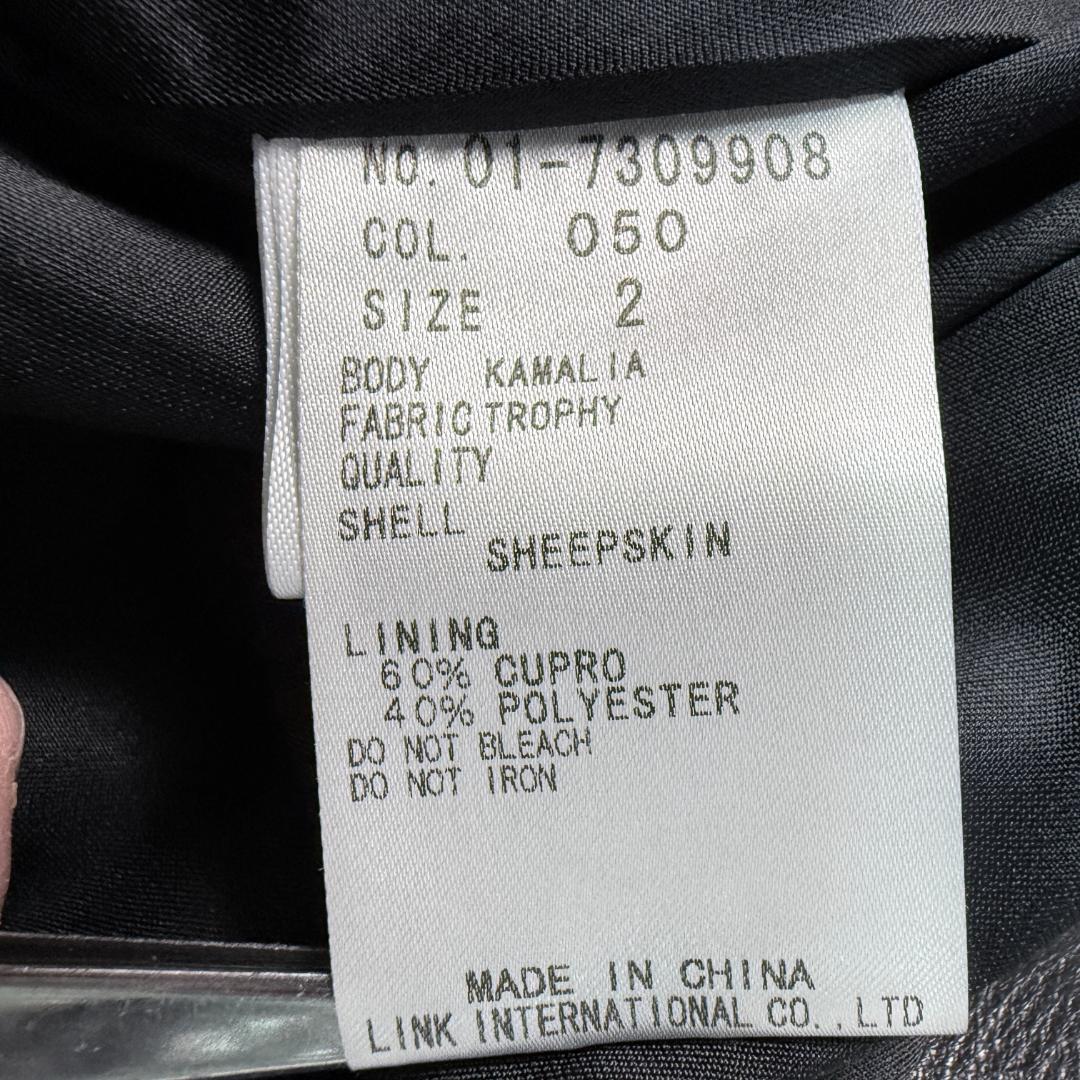 No. 01-7309908
COL. 050
SIZE 2
BODY KAMALIA
FABRIC TROPHY
QUALITY
SHELL
SHEEPSKIN
LINING
60% CUPRO
40% POLYESTER
DO NOT BLEACH
DO NOT IRON
MADE IN CHINA
LINK INTERNATIONAL CO.,LTD